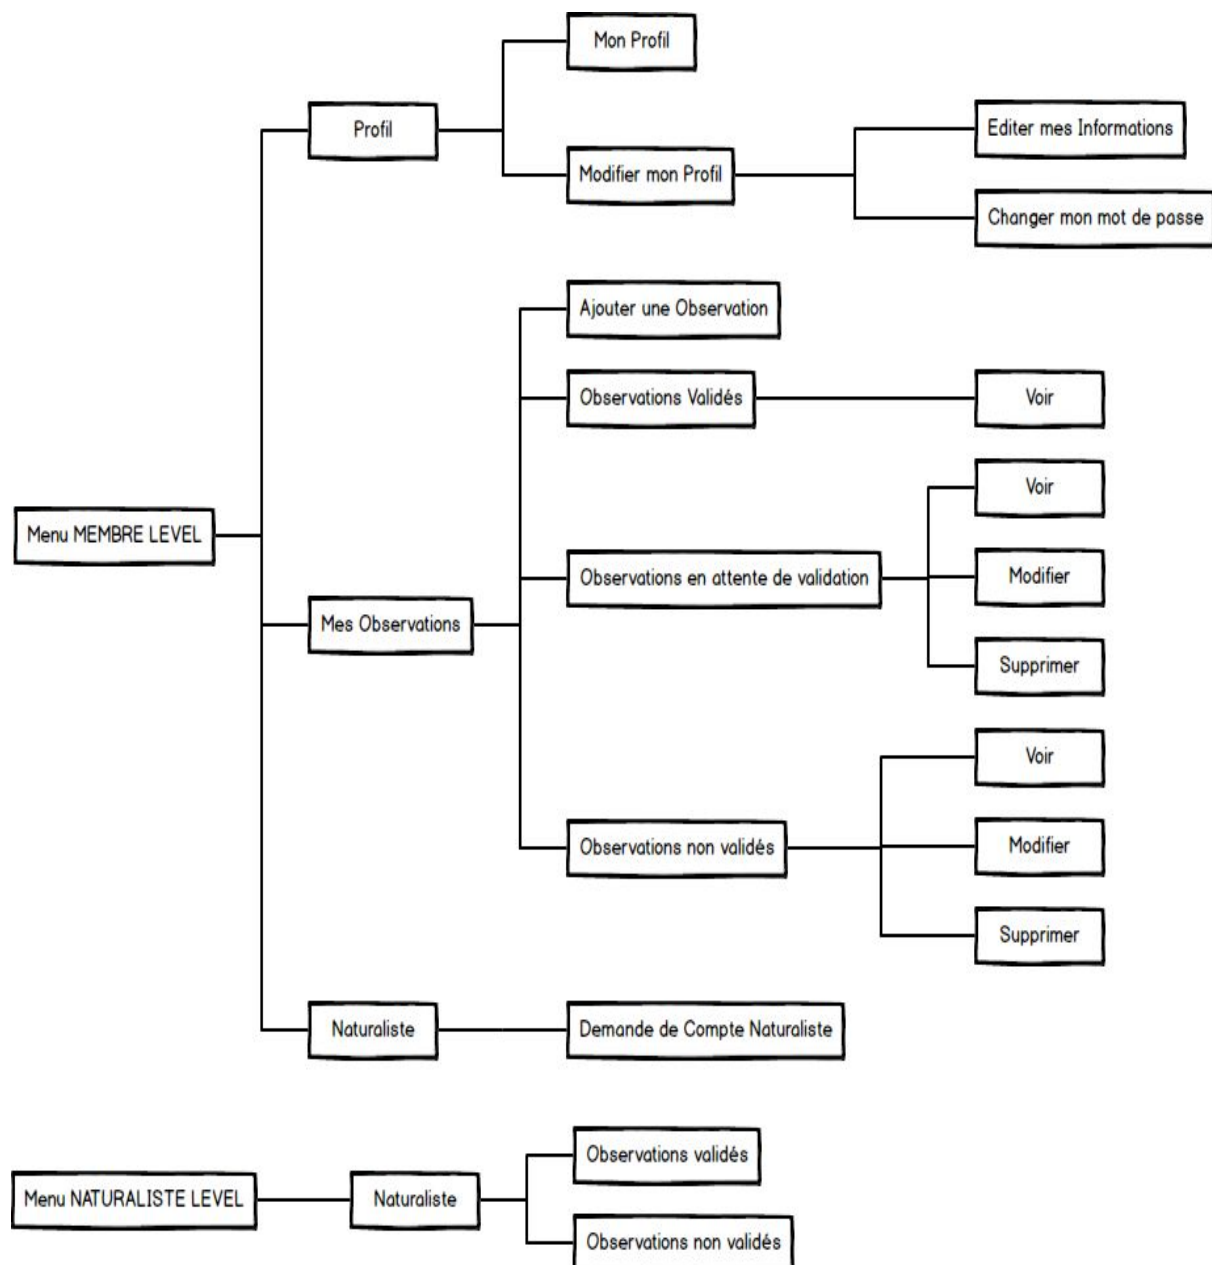 Mon Profil
Profil
Editer mes Informations
Modifier mon Profil
Changer mon mot de passe
Ajouter une Observation
Observations Validés
Voir
Voir
Menu MEMBRE LEVEL
Observations en attente de validation
Modifier
Mes Observations
Supprimer
Voir
Observations non validés
Modifier
Supprimer
Naturaliste
Demande de Compte Naturaliste
Observations validés
Menu NATURALISTE LEVEL
Naturaliste
Observations non validés